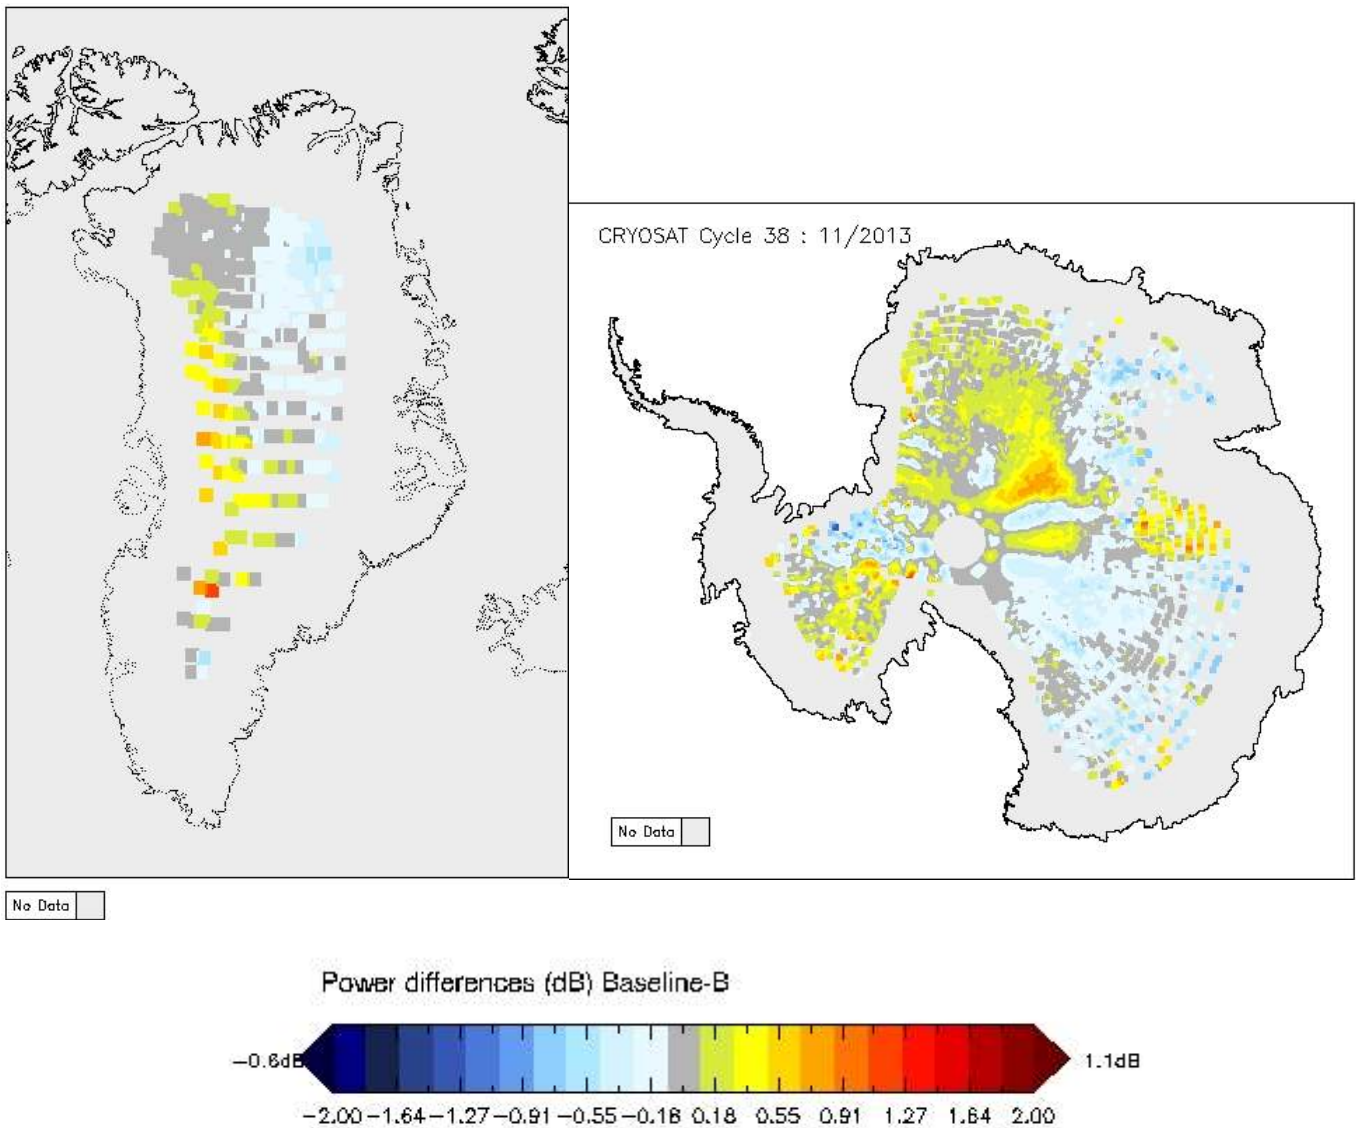 CRYOSAT Cycle 38 : 11/2013
No Data
No Data
Power differences (dB) Baseline-B
-0.6dB
1.1dB
-2.00 -1.64 -1.27 -0.91 -0.55 -0.18 0.18 0.55 0.91 1.27 1.64 2.00